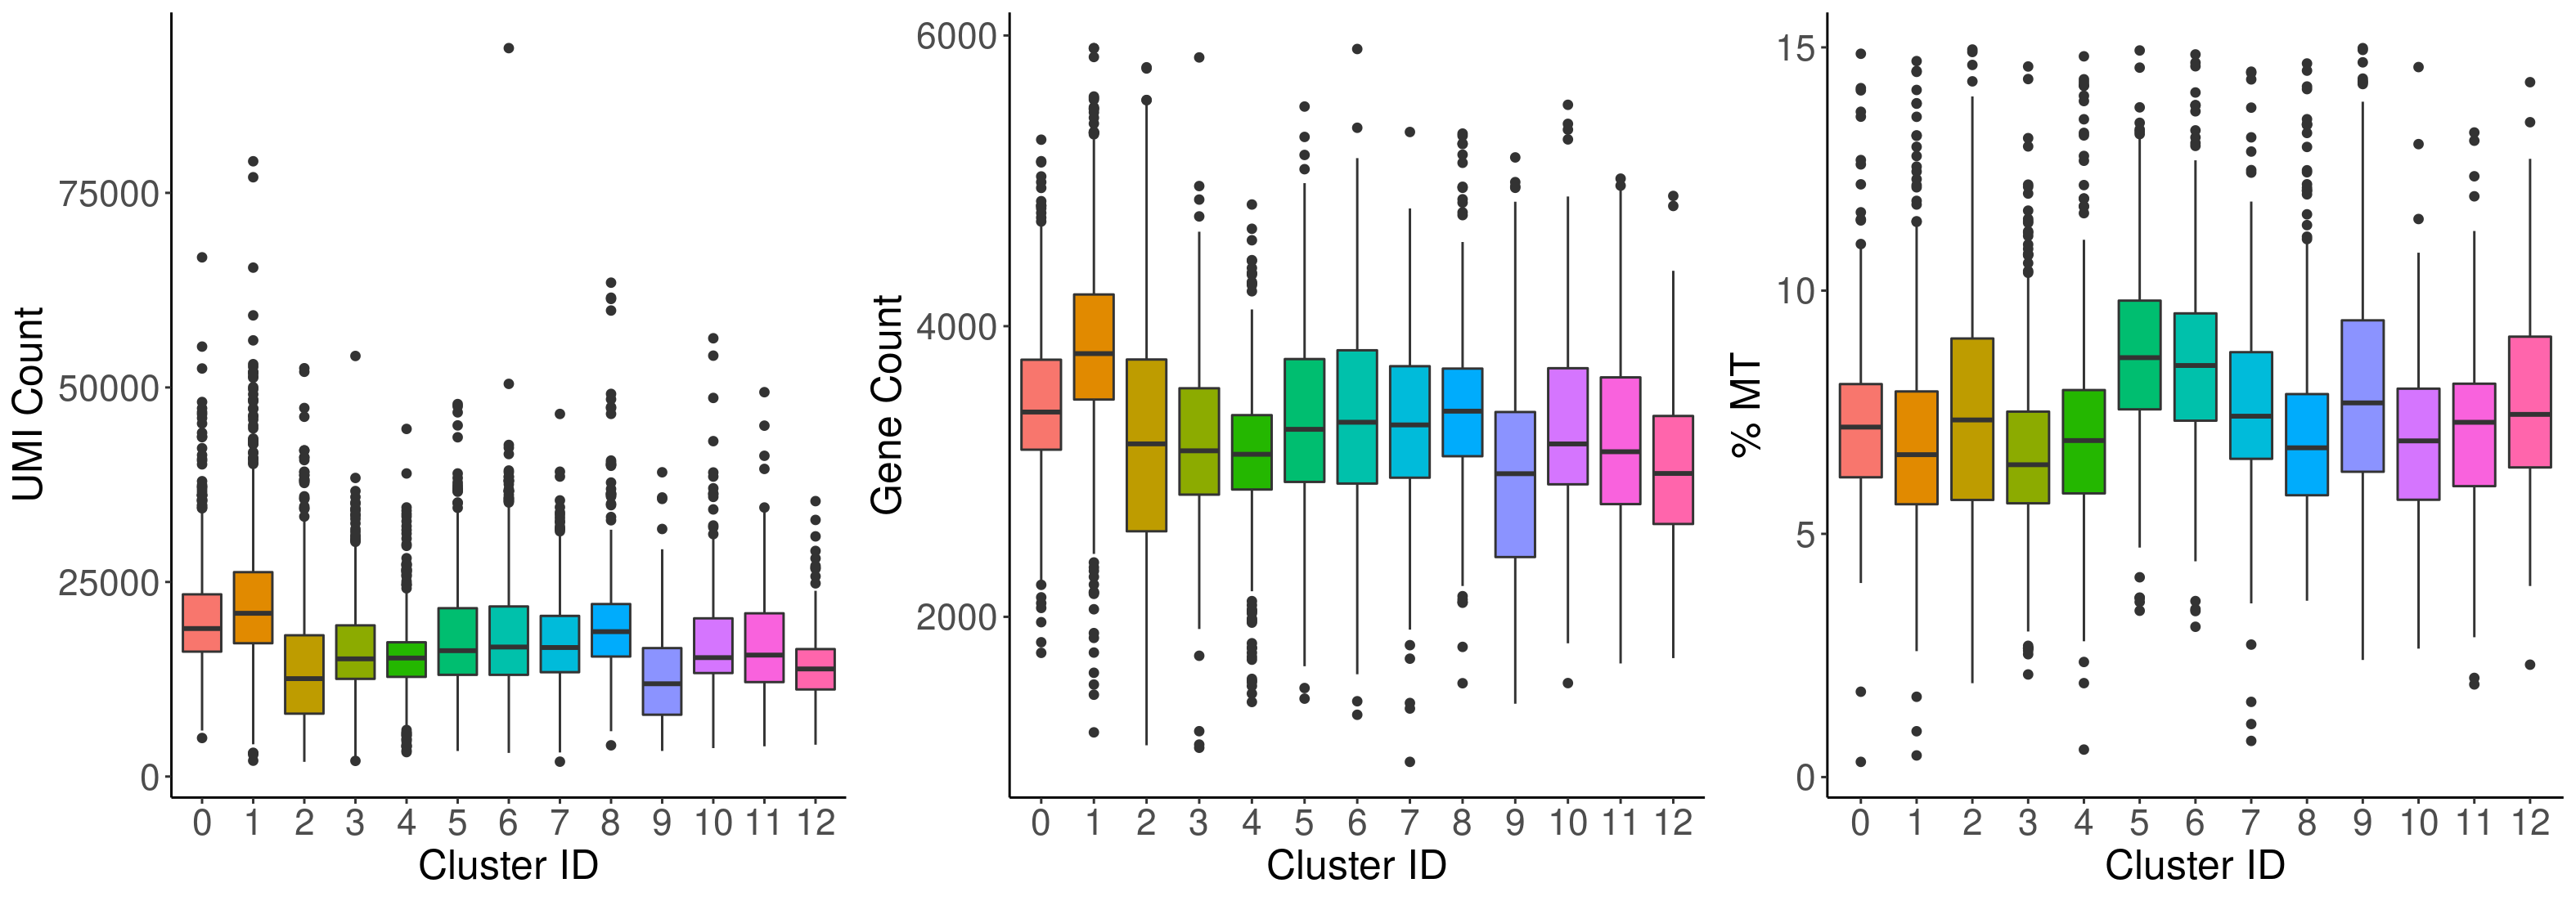 UMI Count
75000
50000
25000
0
0 1 2 3 4 5 6 7 8 9 10 11 12
Cluster ID
Gene Count
6000
4000
2000
0 1 2 3 4 5 6 7 8 9 10 11 12
Cluster ID
% MT
15
10
5
0
0 1 2 3 4 5 6 7 8 9 10 11 12
Cluster ID